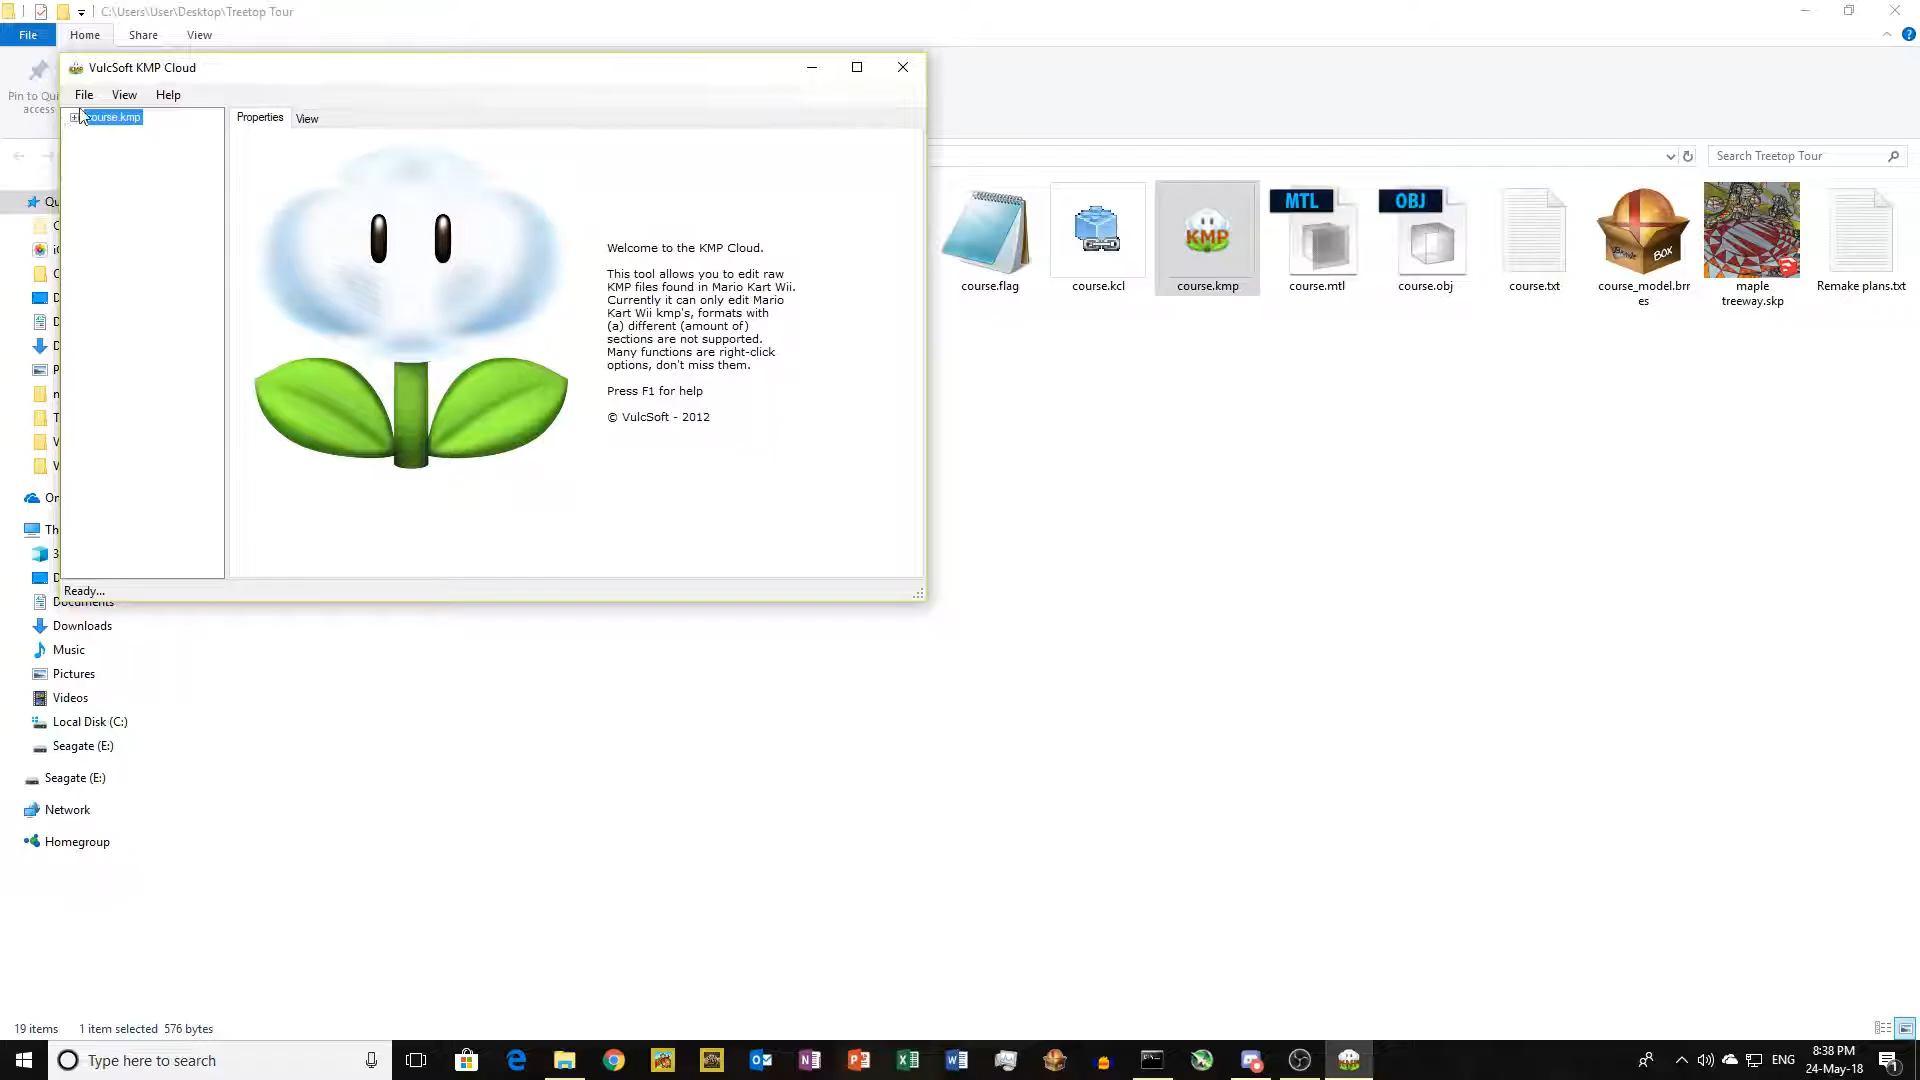 C:\Users\User\Desktop\Treetop Tour
File Home Share View
Pin to Qui
access
VulcSoft KMP Cloud
File View Help
course.kmp
Properties View
Welcome to the KMP Cloud.
This tool allows you to edit raw
KMP files found in Mario Kart Wii.
Currently it can only edit Mario
Kart Wii kmp's, formats with
(a) different (amount of)
sections are not supported.
Many functions are right-click
options, don't miss them.
Press F1 for help
© VulcSoft - 2012
Ready...
Search Treetop Tour
MTL OBJ
KMP
BOX
course.flag course.kcl course.kmp course.mtl course.obj course.txt course_model.brr maple Remake plans.txt
es treeway.skp
Qu
On
Th
Documents
Downloads
Music
Pictures
Videos
Local Disk (C:)
Seagate (E:)
Seagate (E:)
Network
Homegroup
19 items 1 item selected 576 bytes
Type here to search
ENG
8:38 PM
24-May-18
1